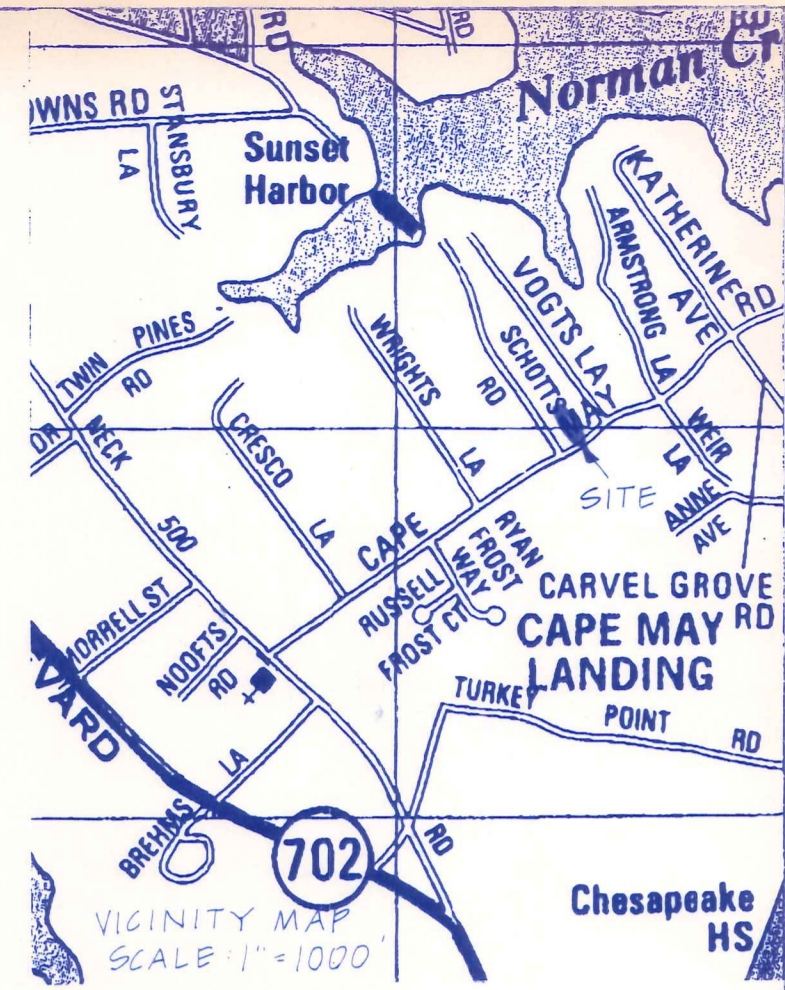 RD
RD
RD
Norman Cr
OWNS RD
STANSBURY
LA
Sunset
Harbor
KATHERINE
RD
ARMSTRONG LA
AVE
VOGTS LA
SCHOTTS
RD
WAY
WRIGHTS
LA
TWIN
PINES
RD
OR
NECK
CRESCO
LA
WEIR
LA
SITE
ANNE
AVE
500
CAPE
RYAN
FROST
WAY
RUSSELL
FROST CT
CARVEL GROVE
RD
CAPE MAY
LANDING
MORRELL ST
NOOFTS
RD
VARD
TURKEY
POINT
RD
LA
BREHMS
702
RD
Chesapeake
HS
VICINITY MAP
SCALE: 1" = 1000'